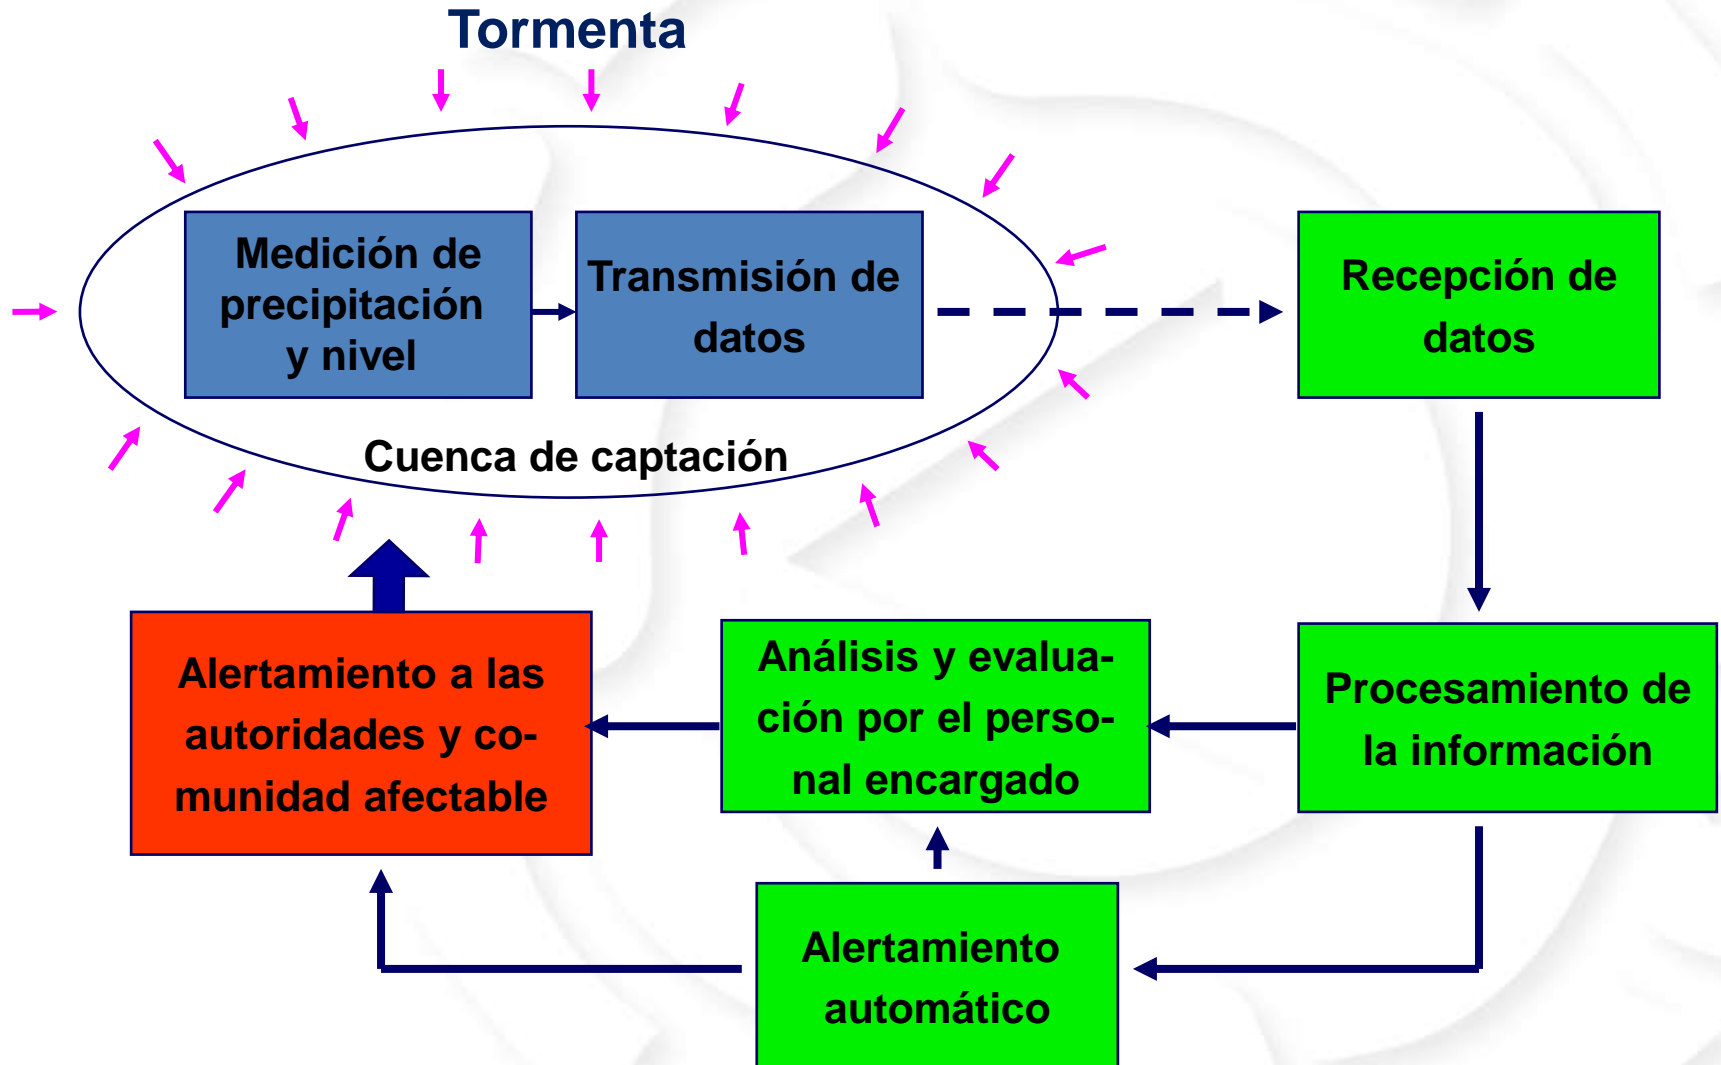 Tormenta
Medición de
precipitación
y nivel
Transmisión de
datos
Recepción de
datos
Cuenca de captación
Alertamiento a las
autoridades y co-
munidad afectable
Análisis y evalua-
ción por el perso-
nal encargado
Procesamiento de
la información
Alertamiento
automático